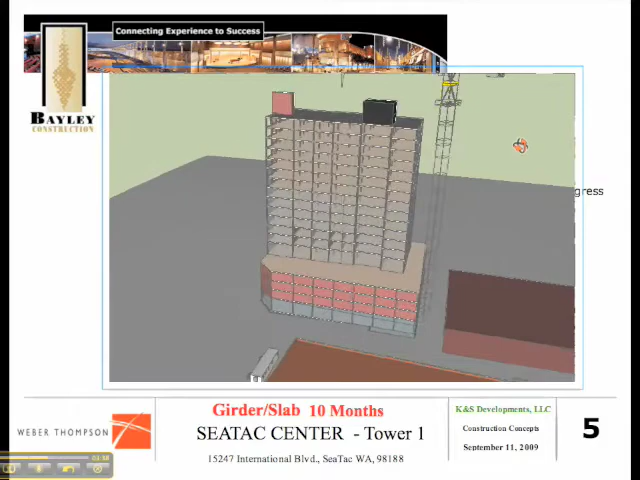 Connecting Experience to Success
BAYLEY
CONSTRUCTION
gress
Girder/Slab 10 Months
SEATAC CENTER - Tower 1
15247 International Blvd., SeaTac WA, 98188
WEBER THOMPSON
K&S Developments, LLC
Construction Concepts
September 11, 2009
5